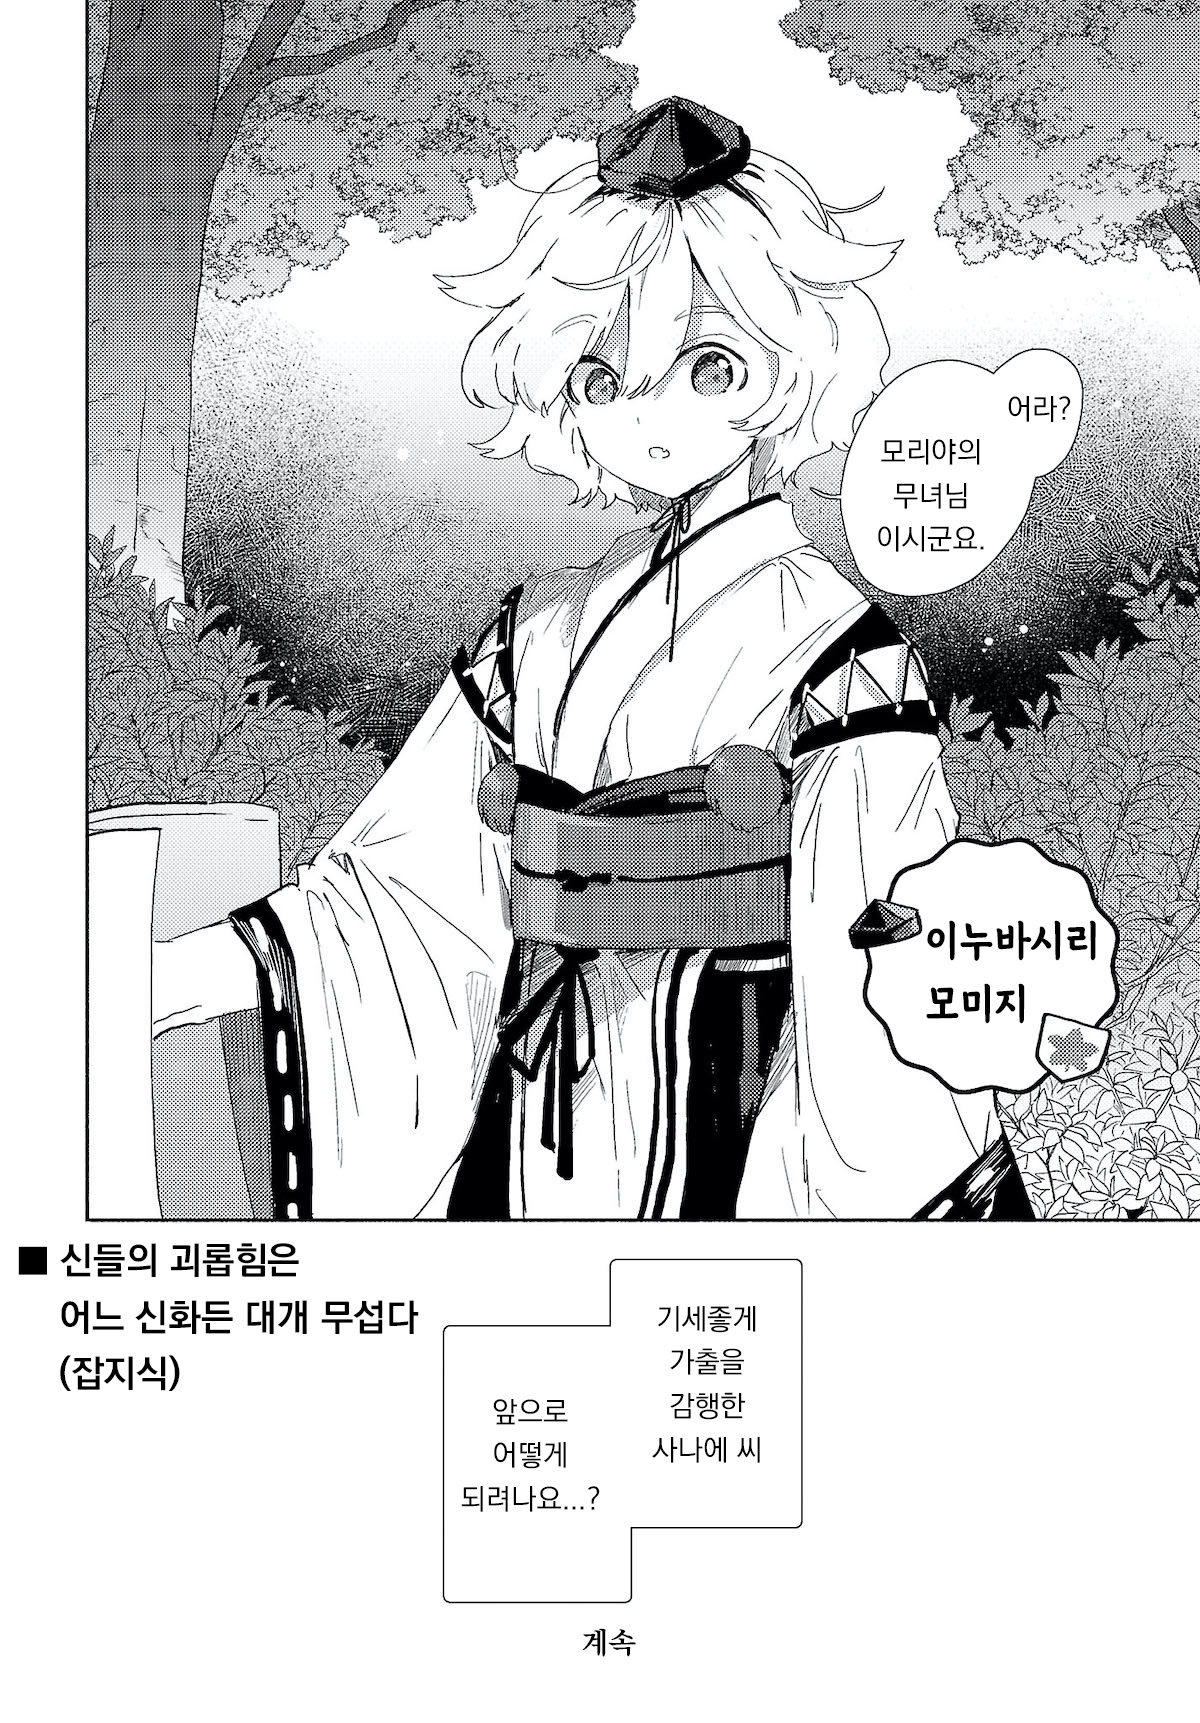 어라?
모리야의
무녀님
이시군요.
이누바시리
모미지
■ 신들의 괴롭힘은
어느 신화든 대개 무섭다
(잡지식)
기세좋게
가출을
감행한
사나에 씨
앞으로
어떻게
되려나요...?
계속